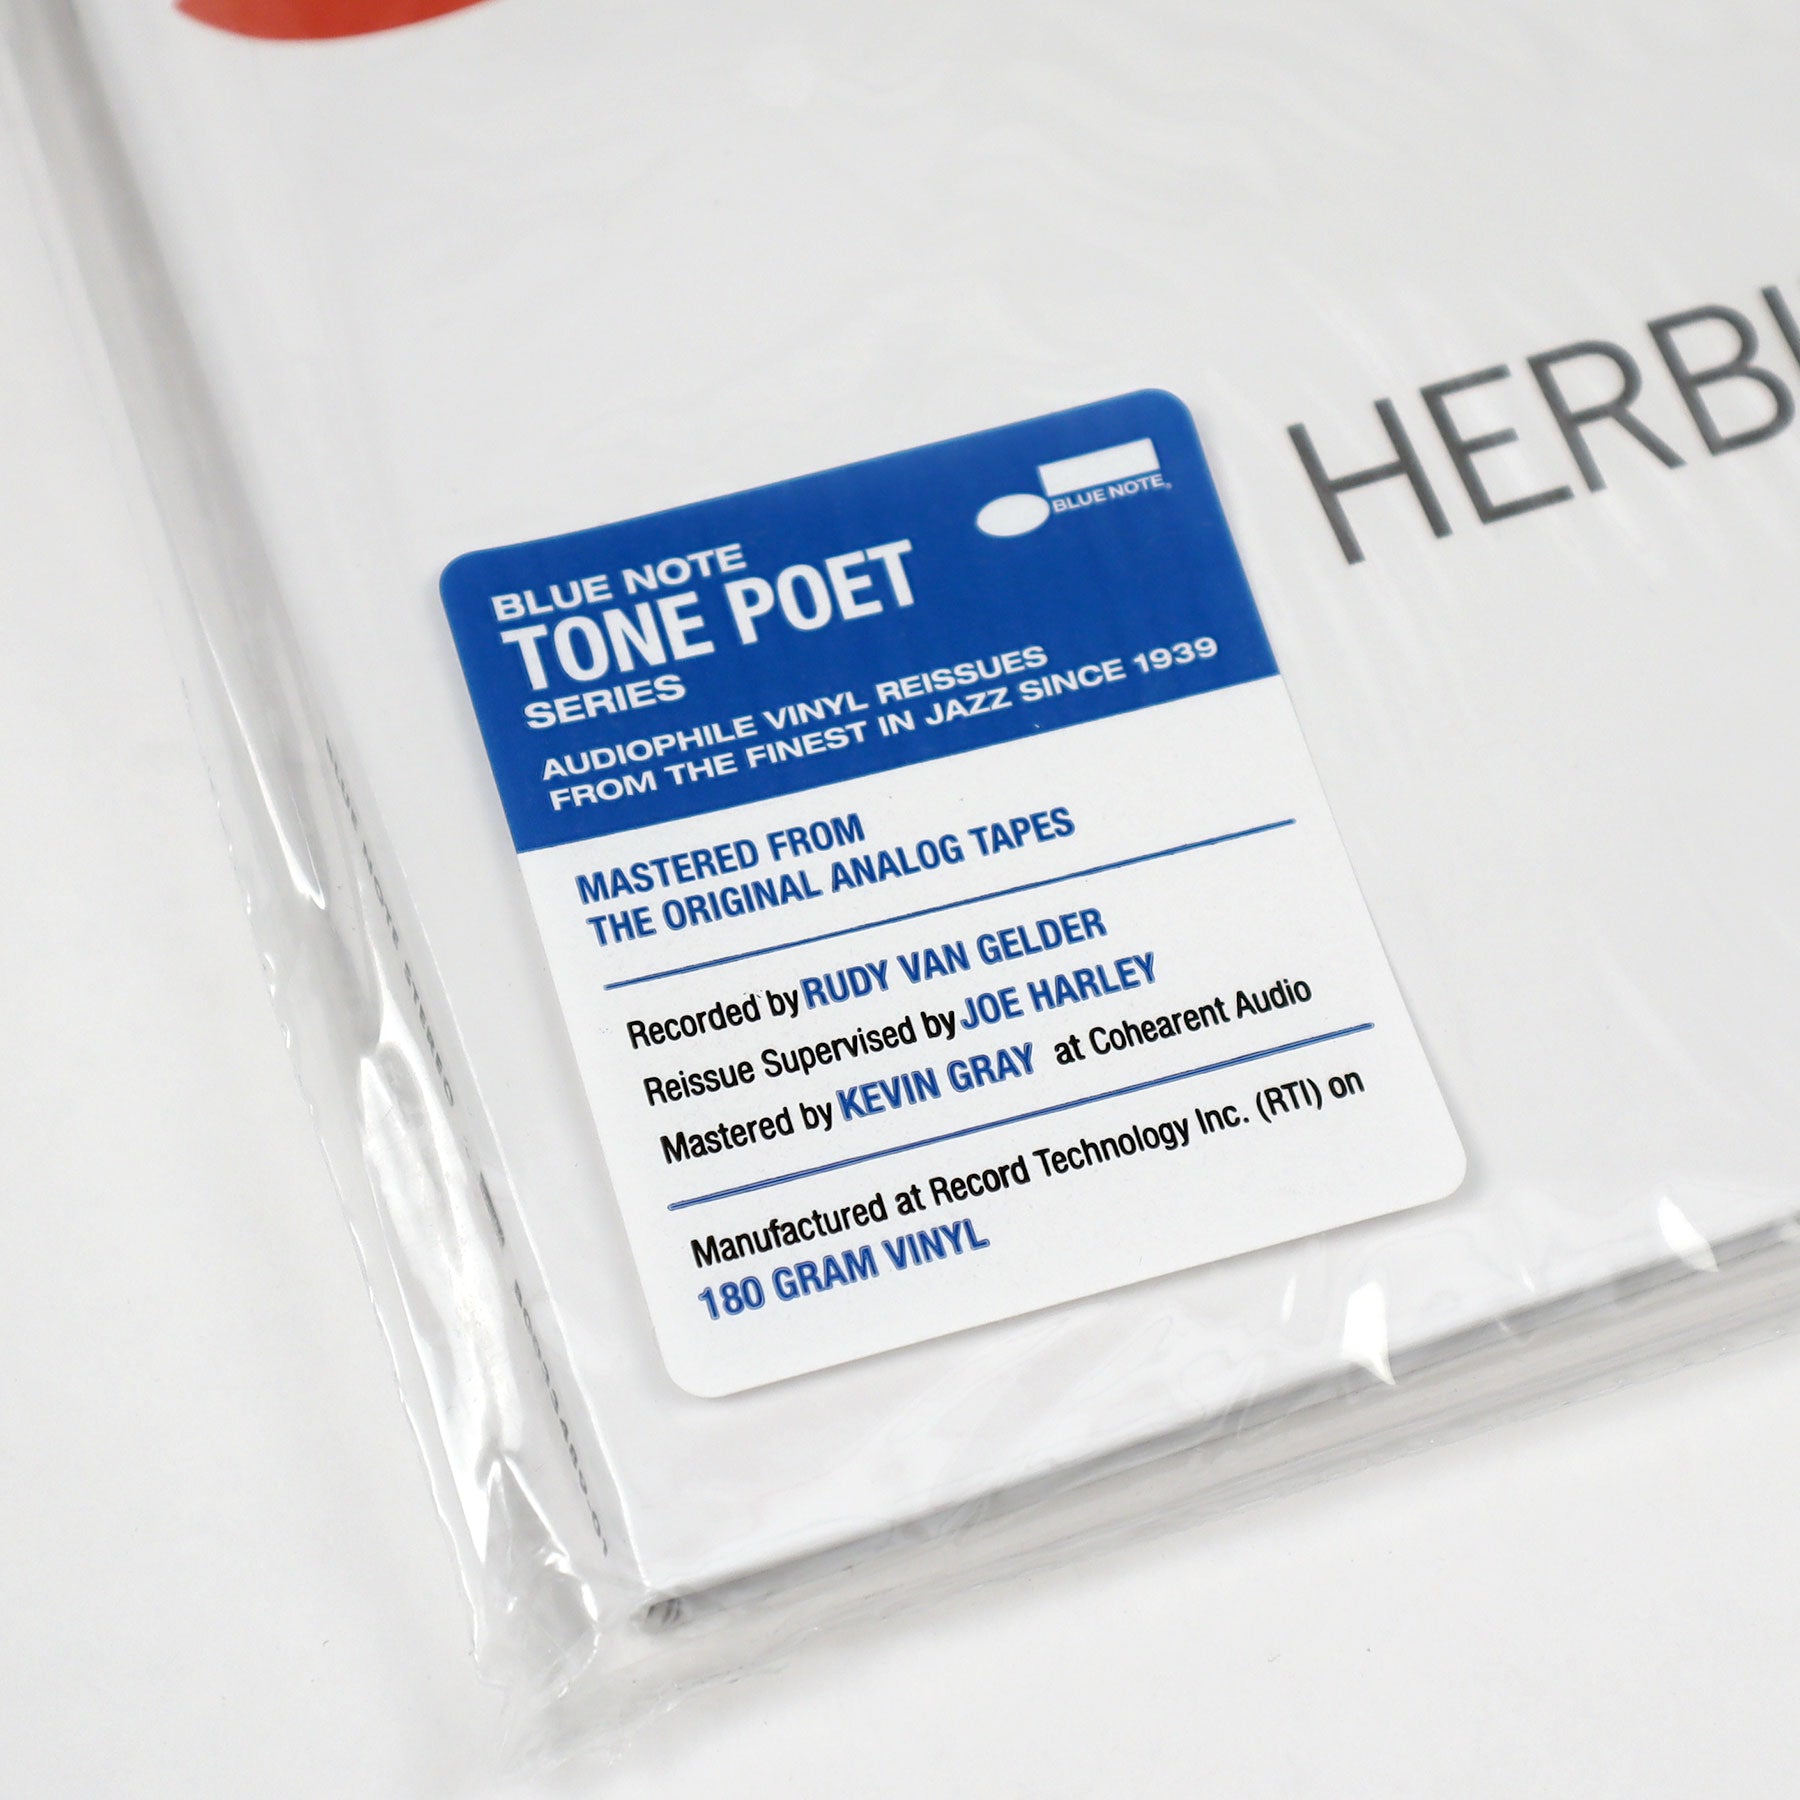 HERBI
BLUE NOTE
BLUE NOTE
TONE POET
SERIES
AUDIOPHILE VINYL REISSUES
FROM THE FINEST IN JAZZ SINCE 1939
MASTERED FROM
THE ORIGINAL ANALOG TAPES
Recorded by RUDY VAN GELDER
Reissue Supervised by JOE HARLEY
Mastered by KEVIN GRAY at Cohearent Audio
Manufactured at Record Technology Inc. (RTI) on
180 GRAM VINYL